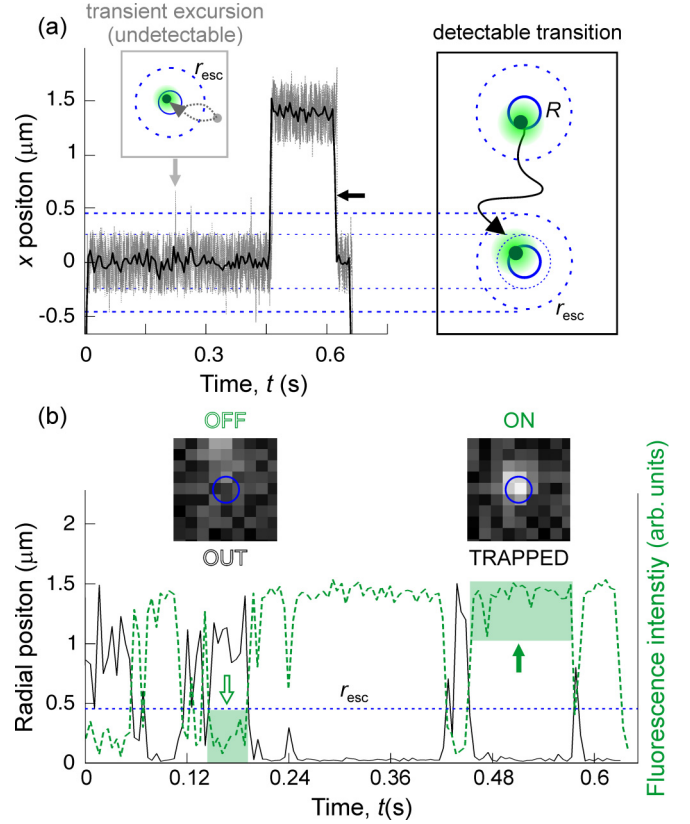 (a)
transient excursion
(undetectable)
detectable transition
r_esc
R
r_esc
1.5
1.0
0.5
0
-0.5
x positon (μm)
0
0.3
0.6
Time, t (s)
(b)
OFF
ON
OUT
TRAPPED
2
1.5
1
0.5
0
Radial positon (μm)
r_esc
Fluorescence intenstiy (arb. units)
0
0.12
0.24
0.36
0.48
0.6
Time, t(s)